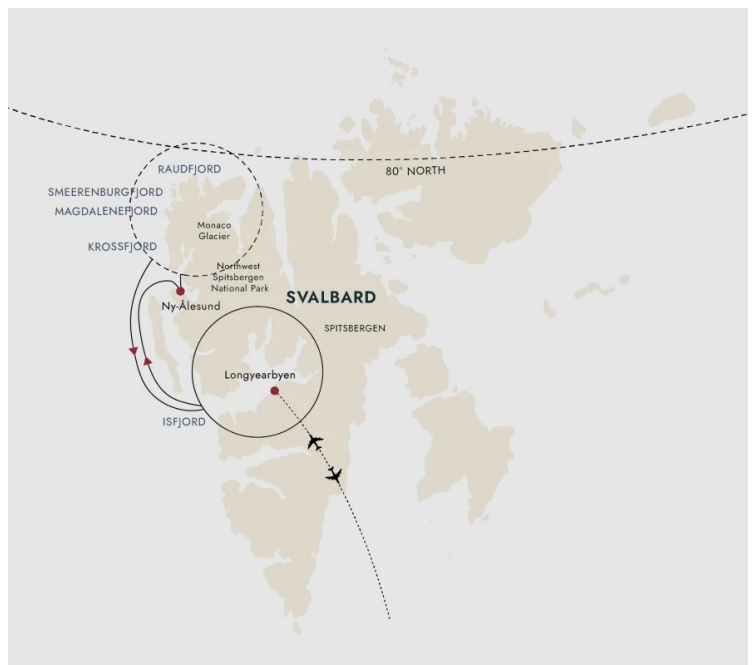 RAUDFJORD
80° NORTH
SMEERENBURGFJORD
MAGDALENEFJORD
Monaco
Glacier
KROSSFJORD
Northwest
Spitsbergen
National Park
SVALBARD
Ny-Ålesund
SPITSBERGEN
Longyearbyen
ISFJORD